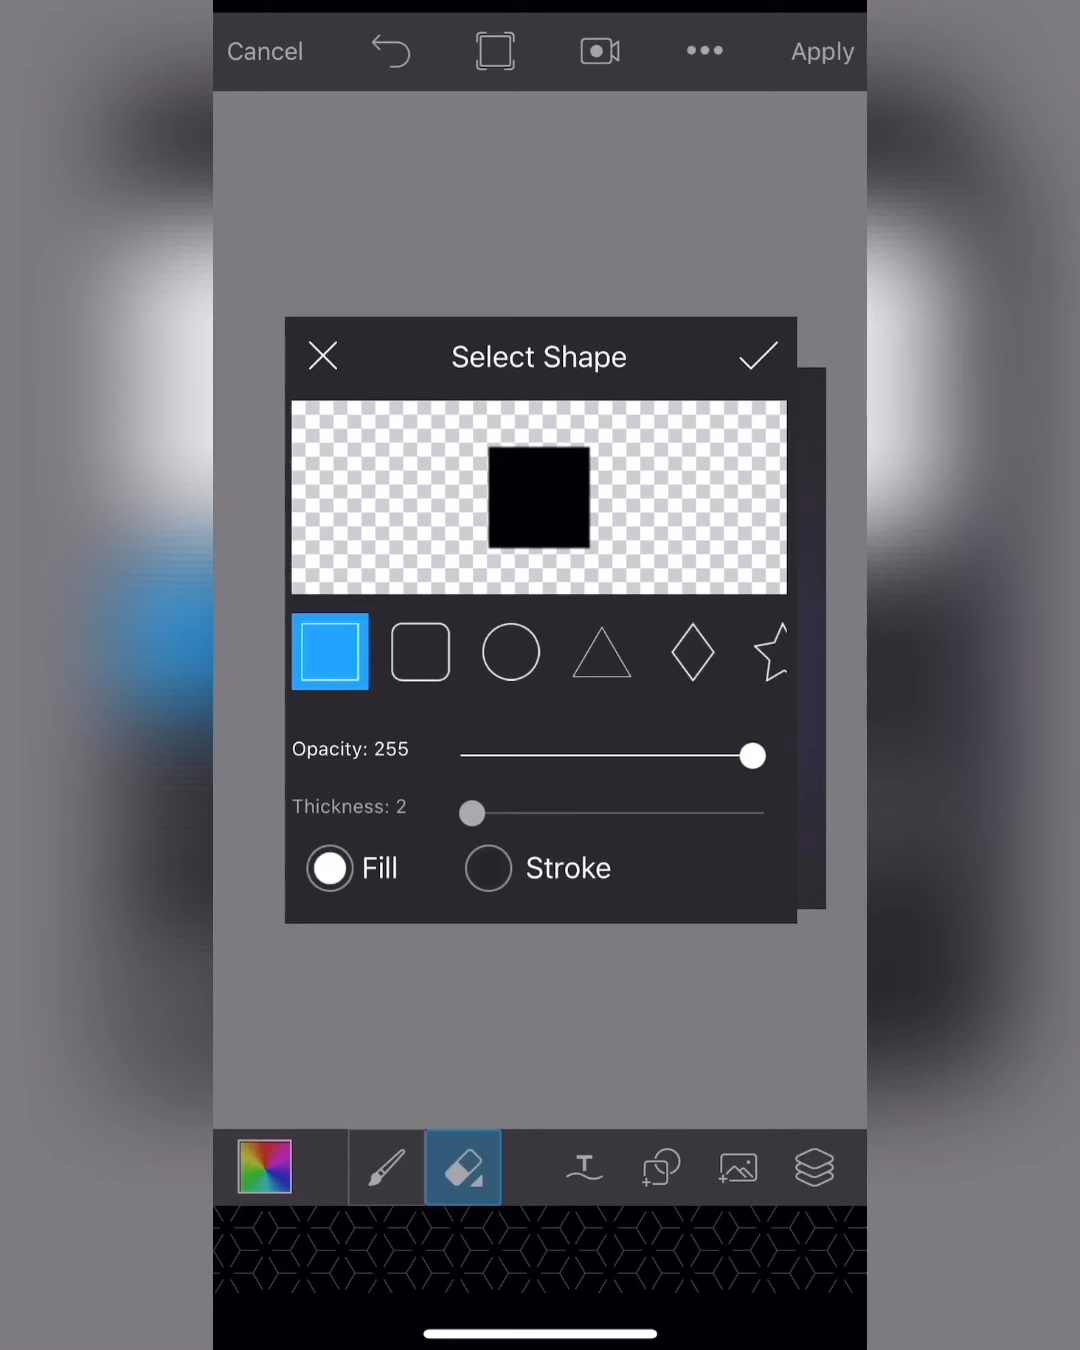 Cancel Apply
Select Shape
Opacity: 255
Thickness: 2
Fill Stroke
T